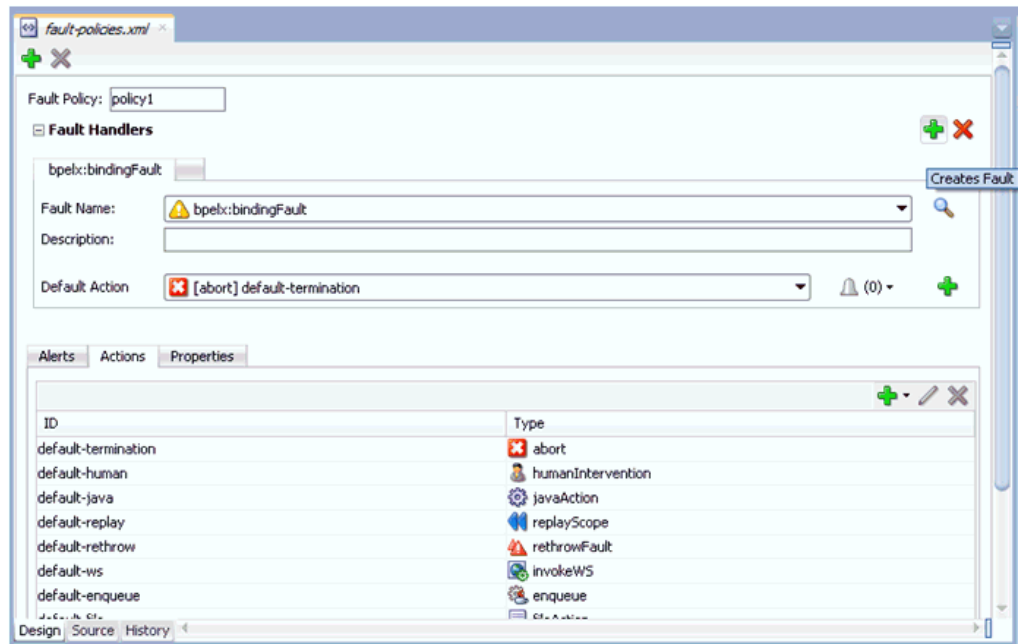 fault-policies.xml
Fault Policy: policy1
Fault Handlers
Creates Fault
bpelx:bindingFault
Fault Name: bpelx:bindingFault
Description:
Default Action [abort] default-termination (0)
Alerts Actions Properties
ID Type
default-termination abort
default-human humanIntervention
default-java javaAction
default-replay replayScope
default-rethrow rethrowFault
default-ws invokeWS
default-enqueue enqueue
Design Source History